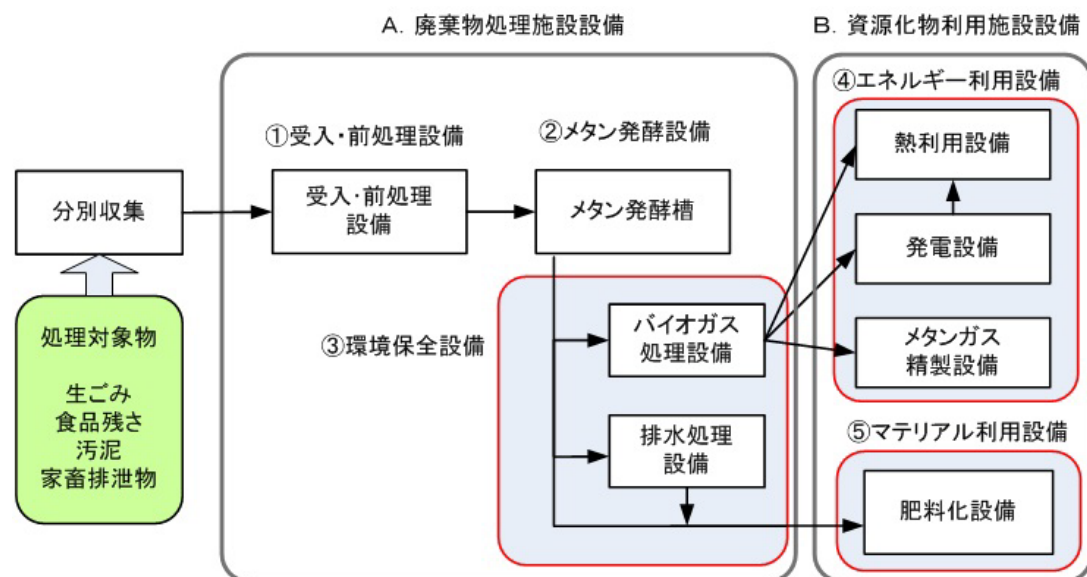 A. 廃棄物処理施設設備
B. 資源化物利用施設設備
④エネルギー利用設備
①受入・前処理設備
②メタン発酵設備
熱利用設備
分別収集
受入・前処理
設備
メタン発酵槽
発電設備
処理対象物
生ごみ
食品残さ
汚泥
家畜排泄物
③環境保全設備
バイオガス
処理設備
メタンガス
精製設備
排水処理
設備
⑤マテリアル利用設備
肥料化設備